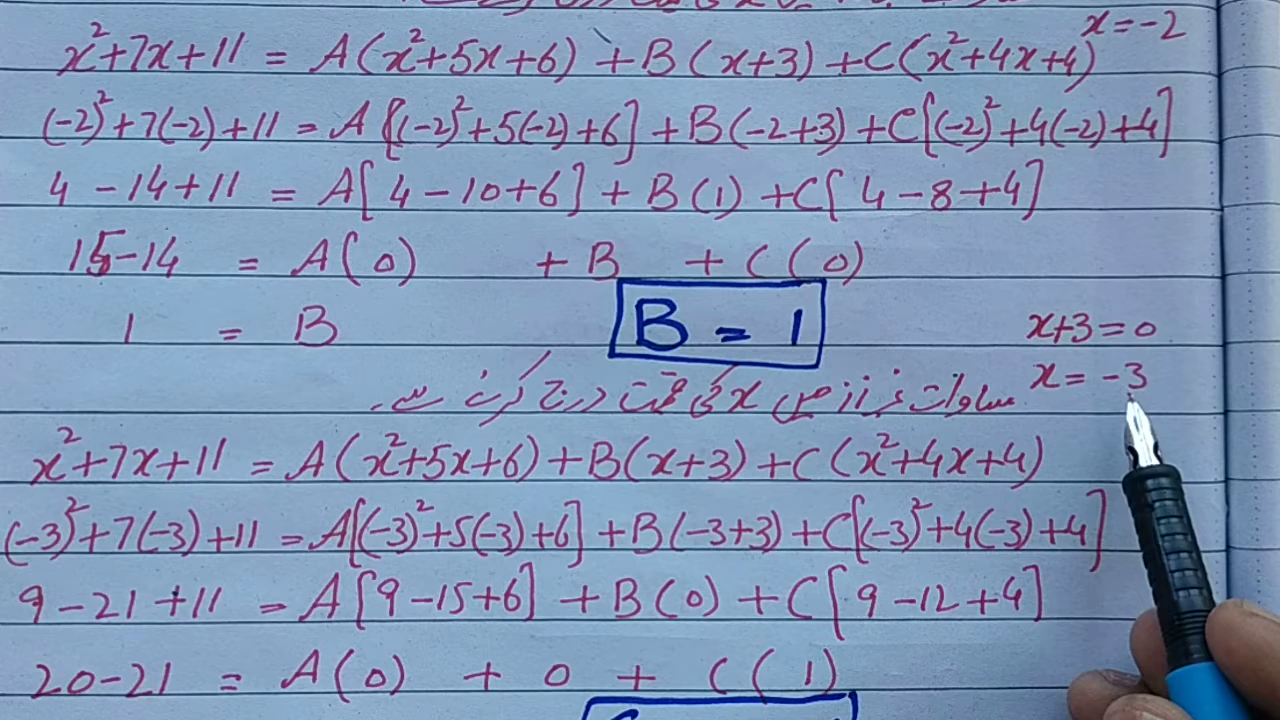 x=-2
x²+7x+11 = A(x²+5x+6) +B(x+3) +C(x²+4x+4)
(-2)²+7(-2)+11 = A[(-2)²+5(-2)+6] +B(-2+3) +C[(-2)²+4(-2)+4]
4 -14+11 = A[4-10+6] +B(1) +C[4-8+4]
15-14 = A(0) +B +C(0)
1 = B B = 1
x+3=0
x=-3 مساوات نمبر از میں x کی قیمت درج کرنے سے۔
x²+7x+11 = A(x²+5x+6)+B(x+3)+C(x²+4x+4)
(-3)²+7(-3)+11 = A[(-3)²+5(-3)+6] +B(-3+3) +C[(-3)²+4(-3)+4]
9-21+11 = A[9-15+6] +B(0) +C[9-12+4]
20-21 = A(0) + 0 + C(1)